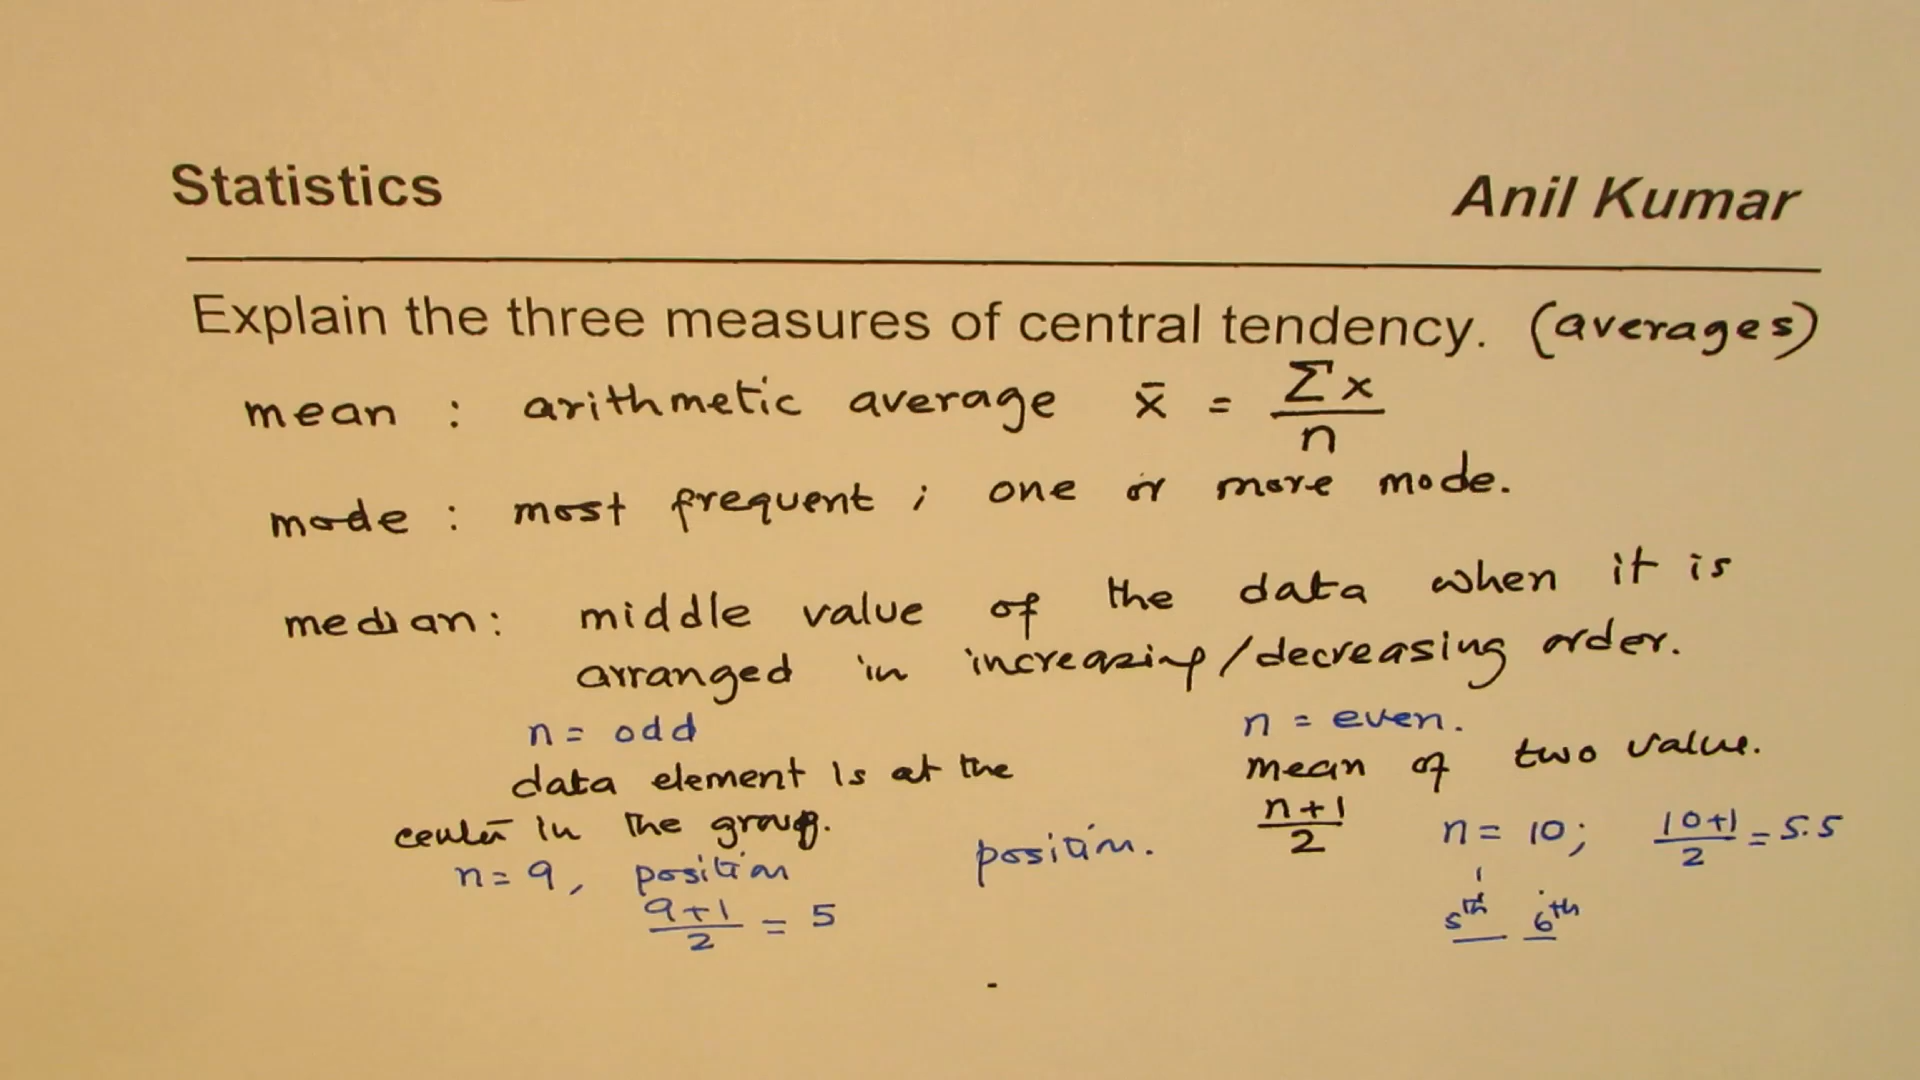 Statistics Anil Kumar
Explain the three measures of central tendency. (averages)
mean : arithmetic average x̄ = Σx / n
mode : most frequent ; one or more mode.
median : middle value of the data when it is
arranged in increasing/decreasing order.
n = odd n = even.
data element is at the mean of two value.
center in the group. position. n+1 / 2 n = 10; 10+1 / 2 = 5.5
n = 9, position
9+1 / 2 = 5 5th 6th